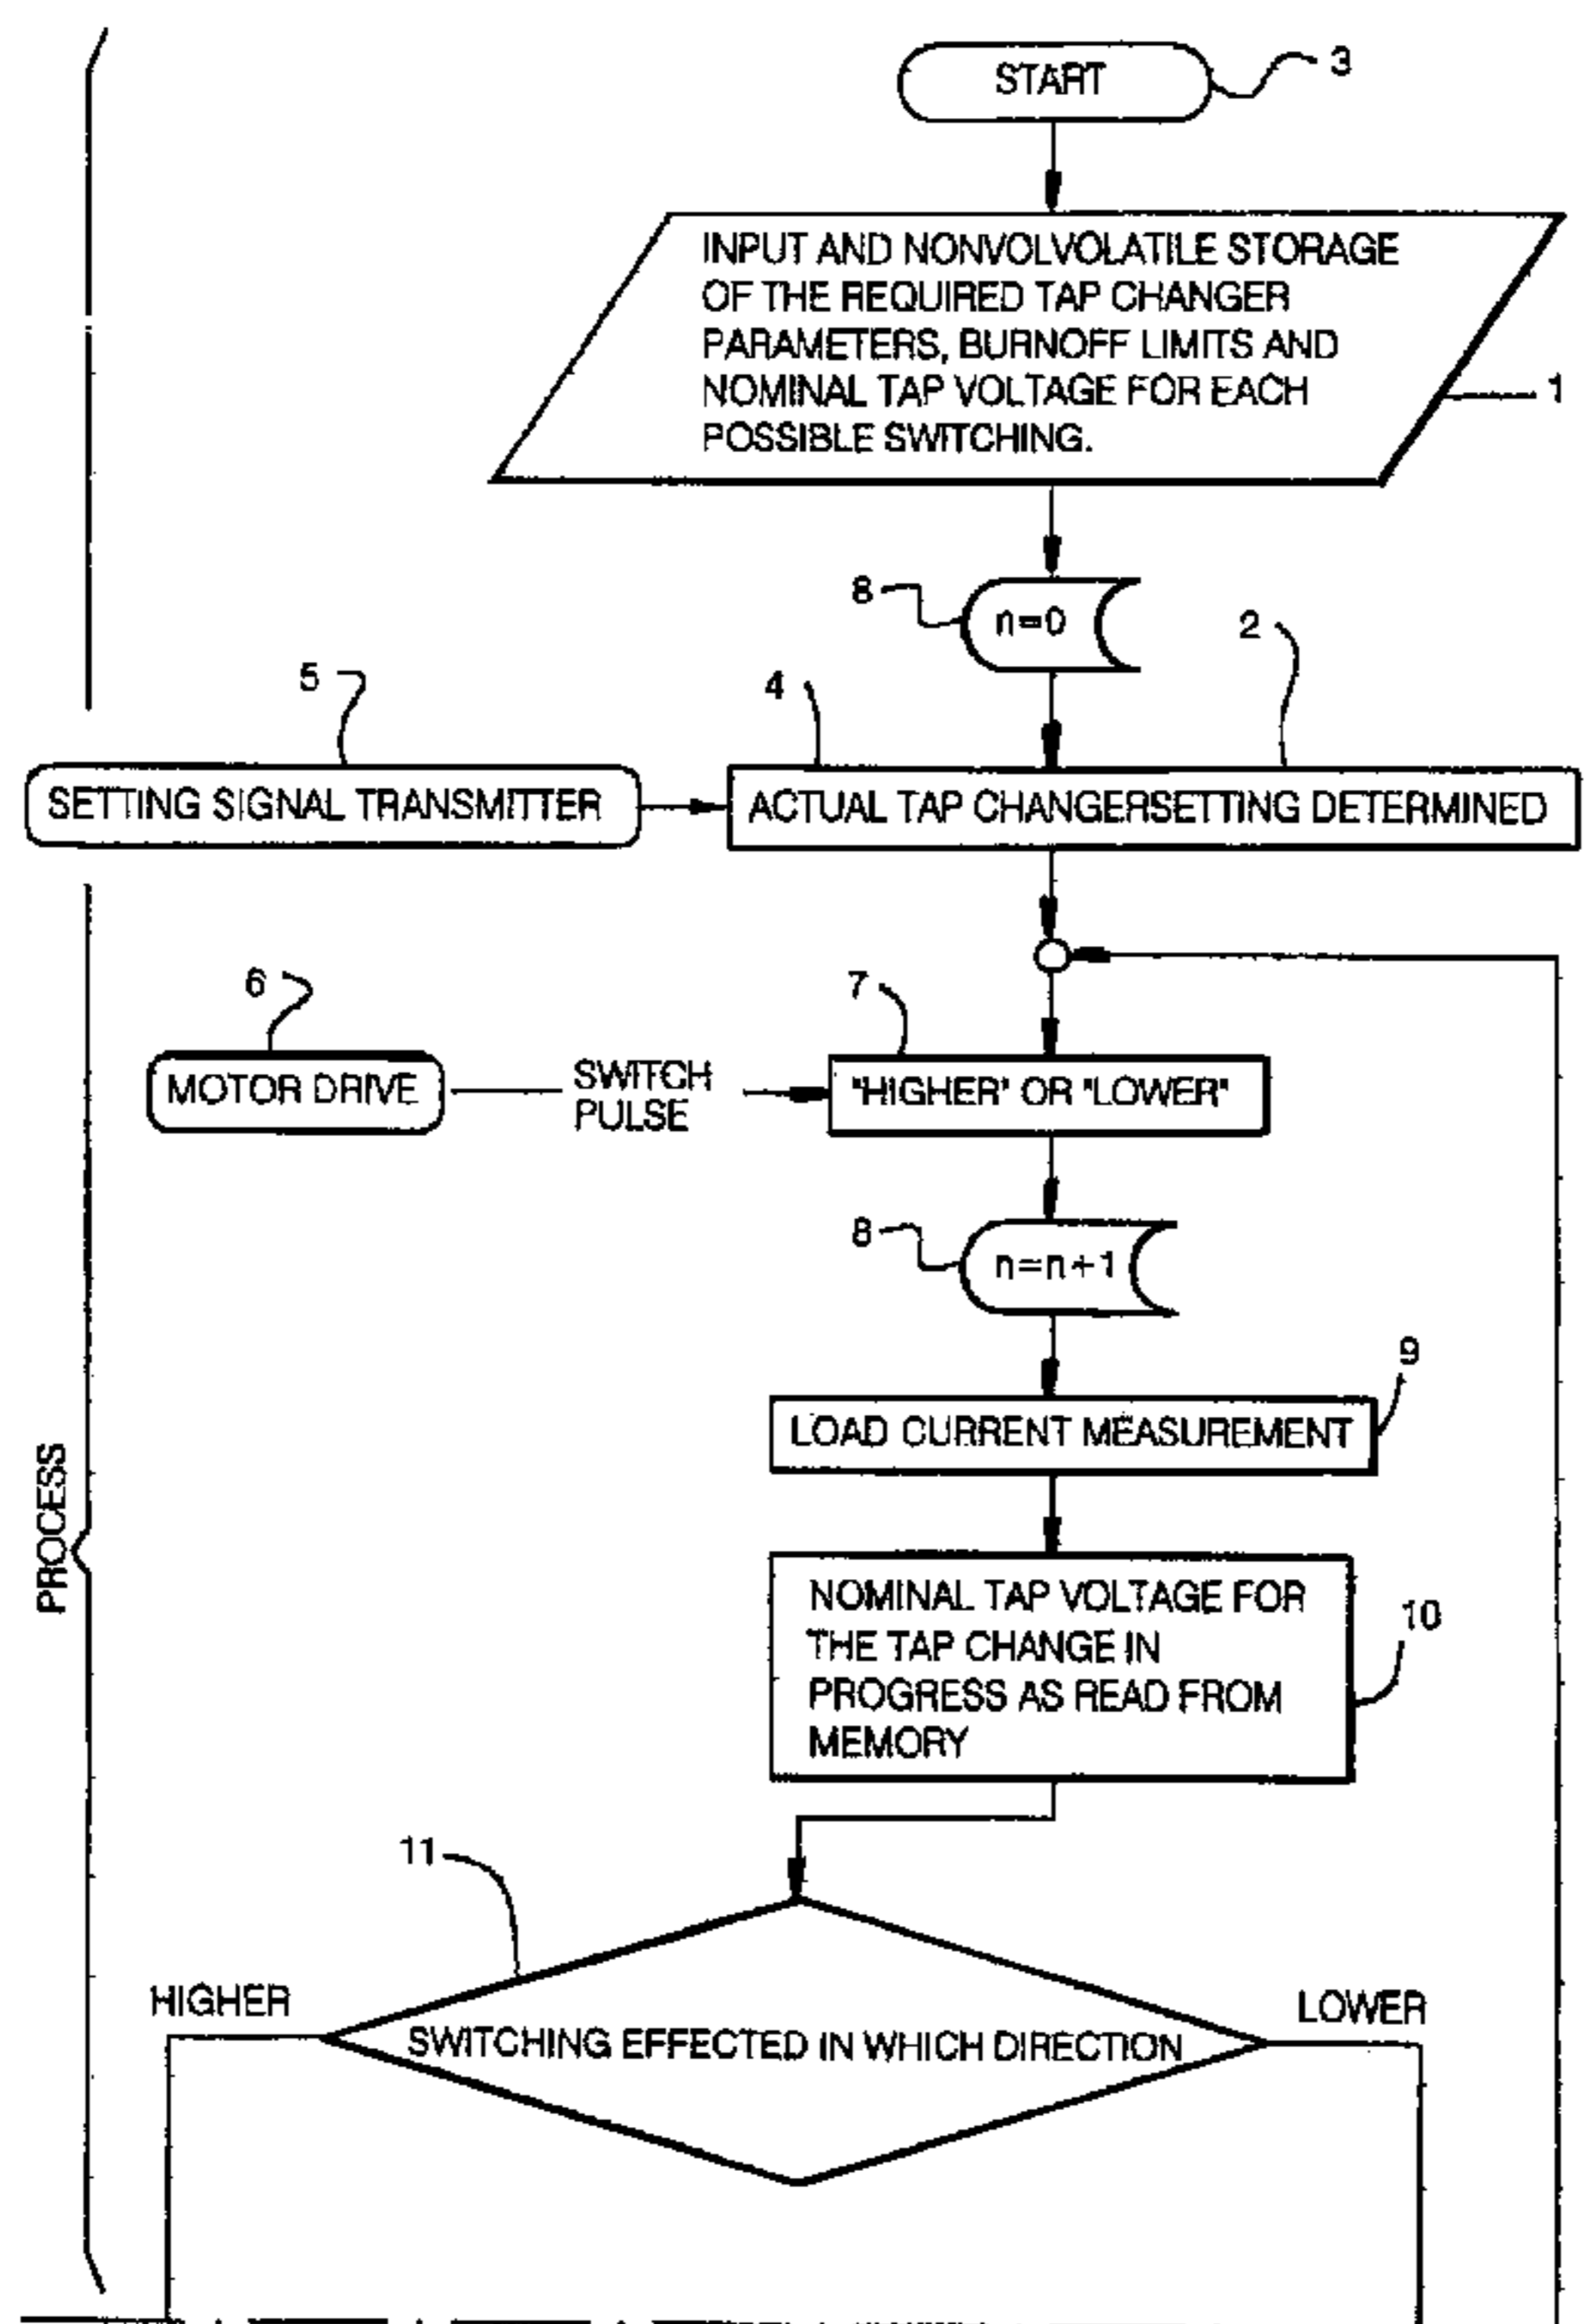 START
3
INPUT AND NONVOLVOLATILE STORAGE
OF THE REQUIRED TAP CHANGER
PARAMETERS, BURNOFF LIMITS AND
NOMINAL TAP VOLTAGE FOR EACH
POSSIBLE SWITCHING.
1
8
n=0
2
5
4
SETTING SIGNAL TRANSMITTER
ACTUAL TAP CHANGERSETTING DETERMINED
6
7
MOTOR DRIVE
SWITCH
PULSE
"HIGHER" OR "LOWER"
8
n=n+1
9
LOAD CURRENT MEASUREMENT
PROCESS
NOMINAL TAP VOLTAGE FOR
THE TAP CHANGE IN
PROGRESS AS READ FROM
MEMORY
10
11
HIGHER
LOWER
SWITCHING EFFECTED IN WHICH DIRECTION